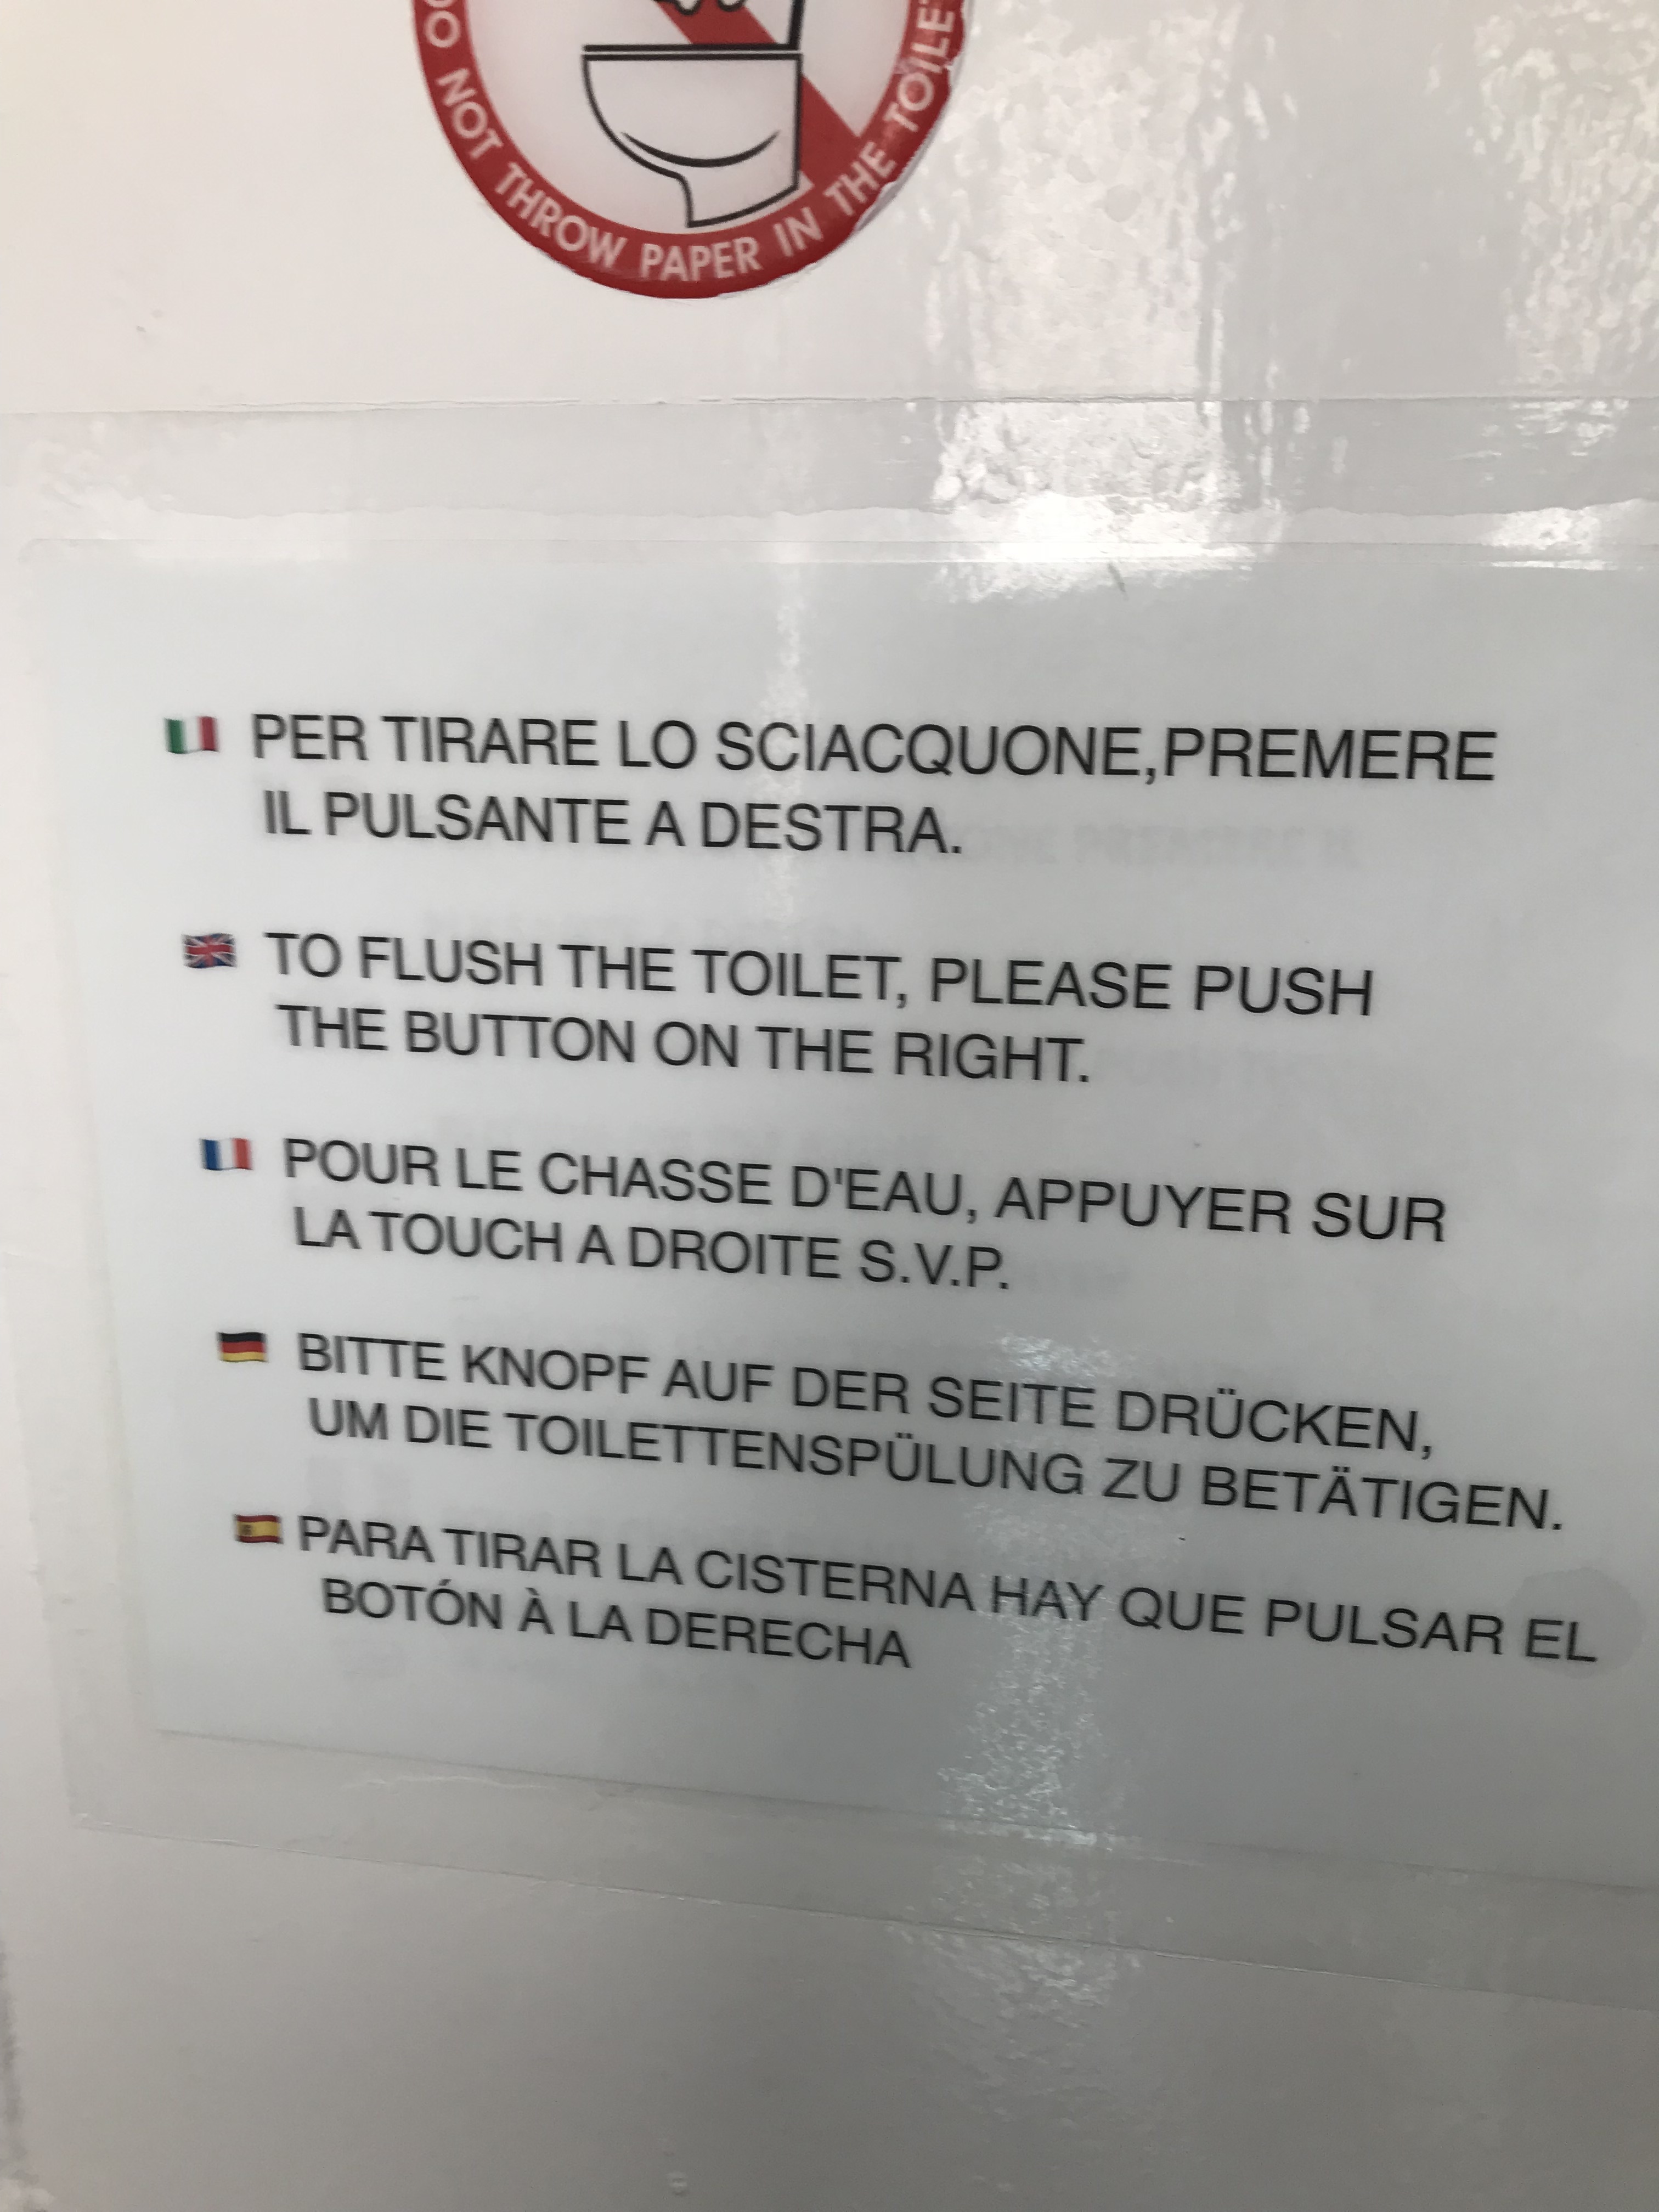 DO NOT THROW PAPER IN THE TOILET
PER TIRARE LO SCIACQUONE,PREMERE
IL PULSANTE A DESTRA.
TO FLUSH THE TOILET, PLEASE PUSH
THE BUTTON ON THE RIGHT.
POUR LE CHASSE D'EAU, APPUYER SUR
LA TOUCH A DROITE S.V.P.
BITTE KNOPF AUF DER SEITE DRÜCKEN,
UM DIE TOILETTENSPÜLUNG ZU BETÄTIGEN.
PARA TIRAR LA CISTERNA HAY QUE PULSAR EL
BOTÓN À LA DERECHA